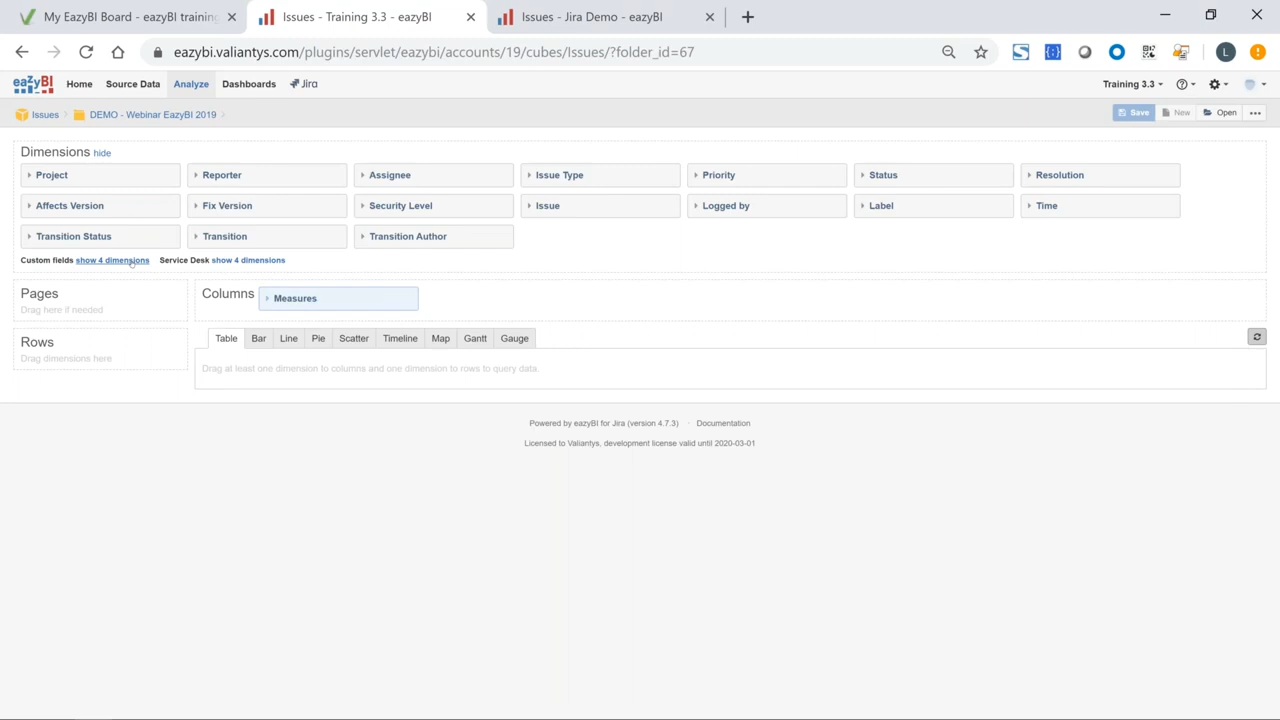 My EazyBI Board - eazyBI training
Issues - Training 3.3 - eazyBI
Issues - Jira Demo - eazyBI
eazybi.valiantys.com/plugins/servlet/eazybi/accounts/19/cubes/Issues/?folder_id=67
L
eazyBI Home Source Data Analyze Dashboards Jira Training 3.3
Issues DEMO - Webinar EazyBI 2019 Save New Open
Dimensions hide
Project Reporter Assignee Issue Type Priority Status Resolution
Affects Version Fix Version Security Level Issue Logged by Label Time
Transition Status Transition Transition Author
Custom fields show 4 dimensions Service Desk show 4 dimensions
Pages
Drag here if needed
Columns Measures
Rows
Drag dimensions here
Table Bar Line Pie Scatter Timeline Map Gantt Gauge
Drag at least one dimension to columns and one dimension to rows to query data.
Powered by eazyBI for Jira (version 4.7.3) · Documentation
Licensed to Valiantys, development license valid until 2020-03-01